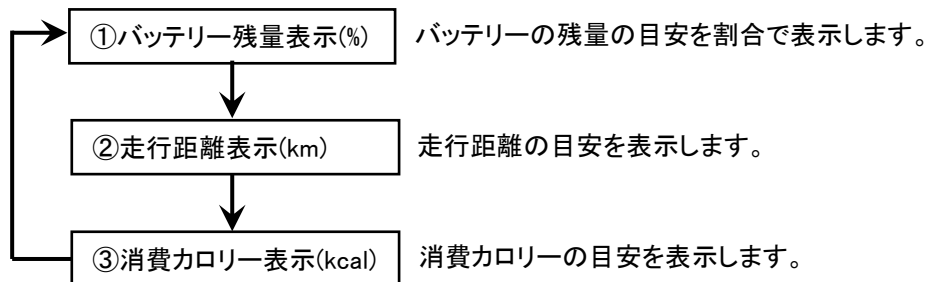 ①バッテリー残量表示(%)
バッテリーの残量の目安を割合で表示します。
②走行距離表示(km)
走行距離の目安を表示します。
③消費カロリー表示(kcal)
消費カロリーの目安を表示します。